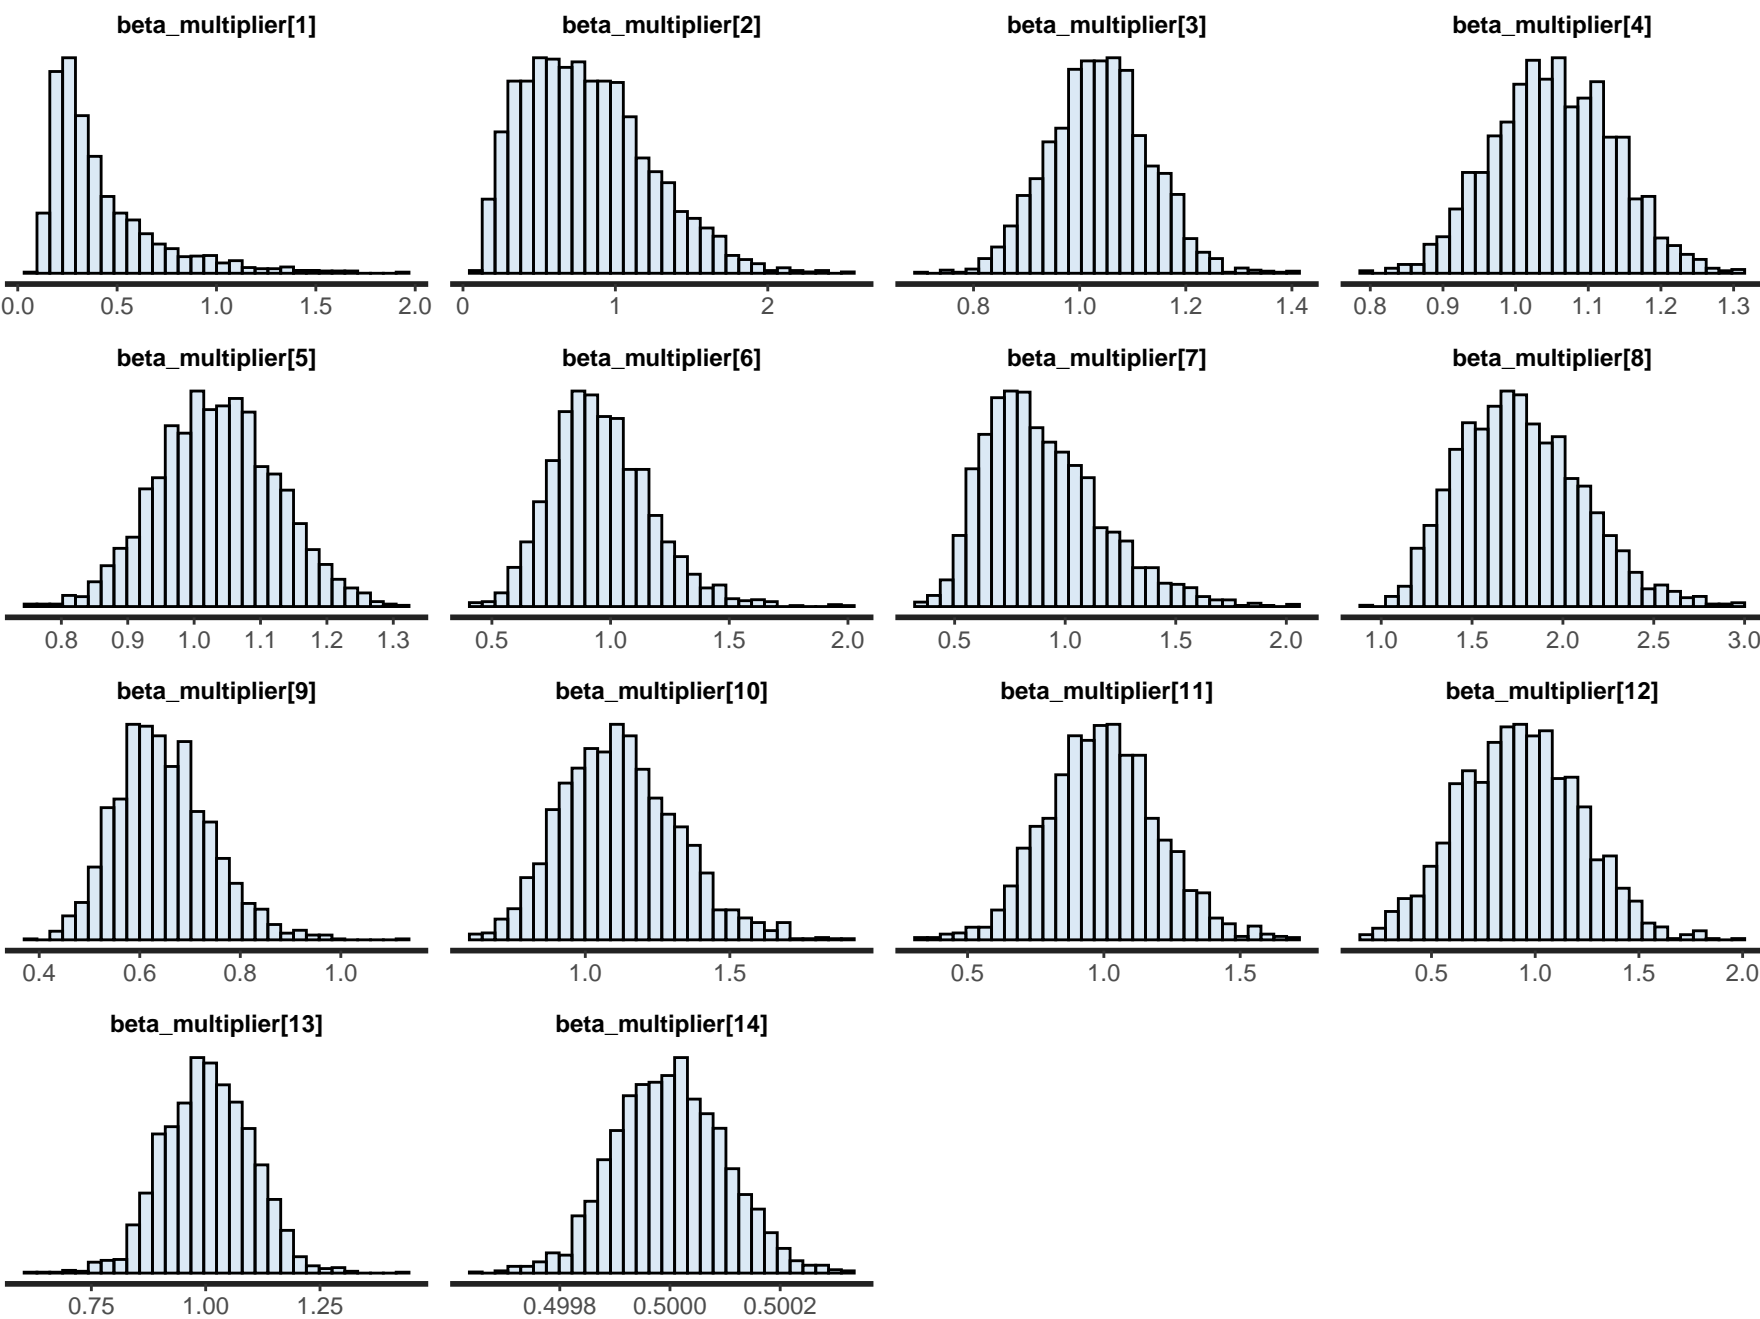 beta_multiplier[1] beta_multiplier[2] beta_multiplier[3] beta_multiplier[4]
0.0 0.5 1.0 1.5 2.0 0 1 2 0.8 1.0 1.2 1.4 0.8 0.9 1.0 1.1 1.2 1.3
beta_multiplier[5] beta_multiplier[6] beta_multiplier[7] beta_multiplier[8]
0.8 0.9 1.0 1.1 1.2 1.3 0.5 1.0 1.5 2.0 0.5 1.0 1.5 2.0 1.0 1.5 2.0 2.5 3.0
beta_multiplier[9] beta_multiplier[10] beta_multiplier[11] beta_multiplier[12]
0.4 0.6 0.8 1.0 1.0 1.5 0.5 1.0 1.5 0.5 1.0 1.5 2.0
beta_multiplier[13] beta_multiplier[14]
0.75 1.00 1.25 0.4998 0.5000 0.5002